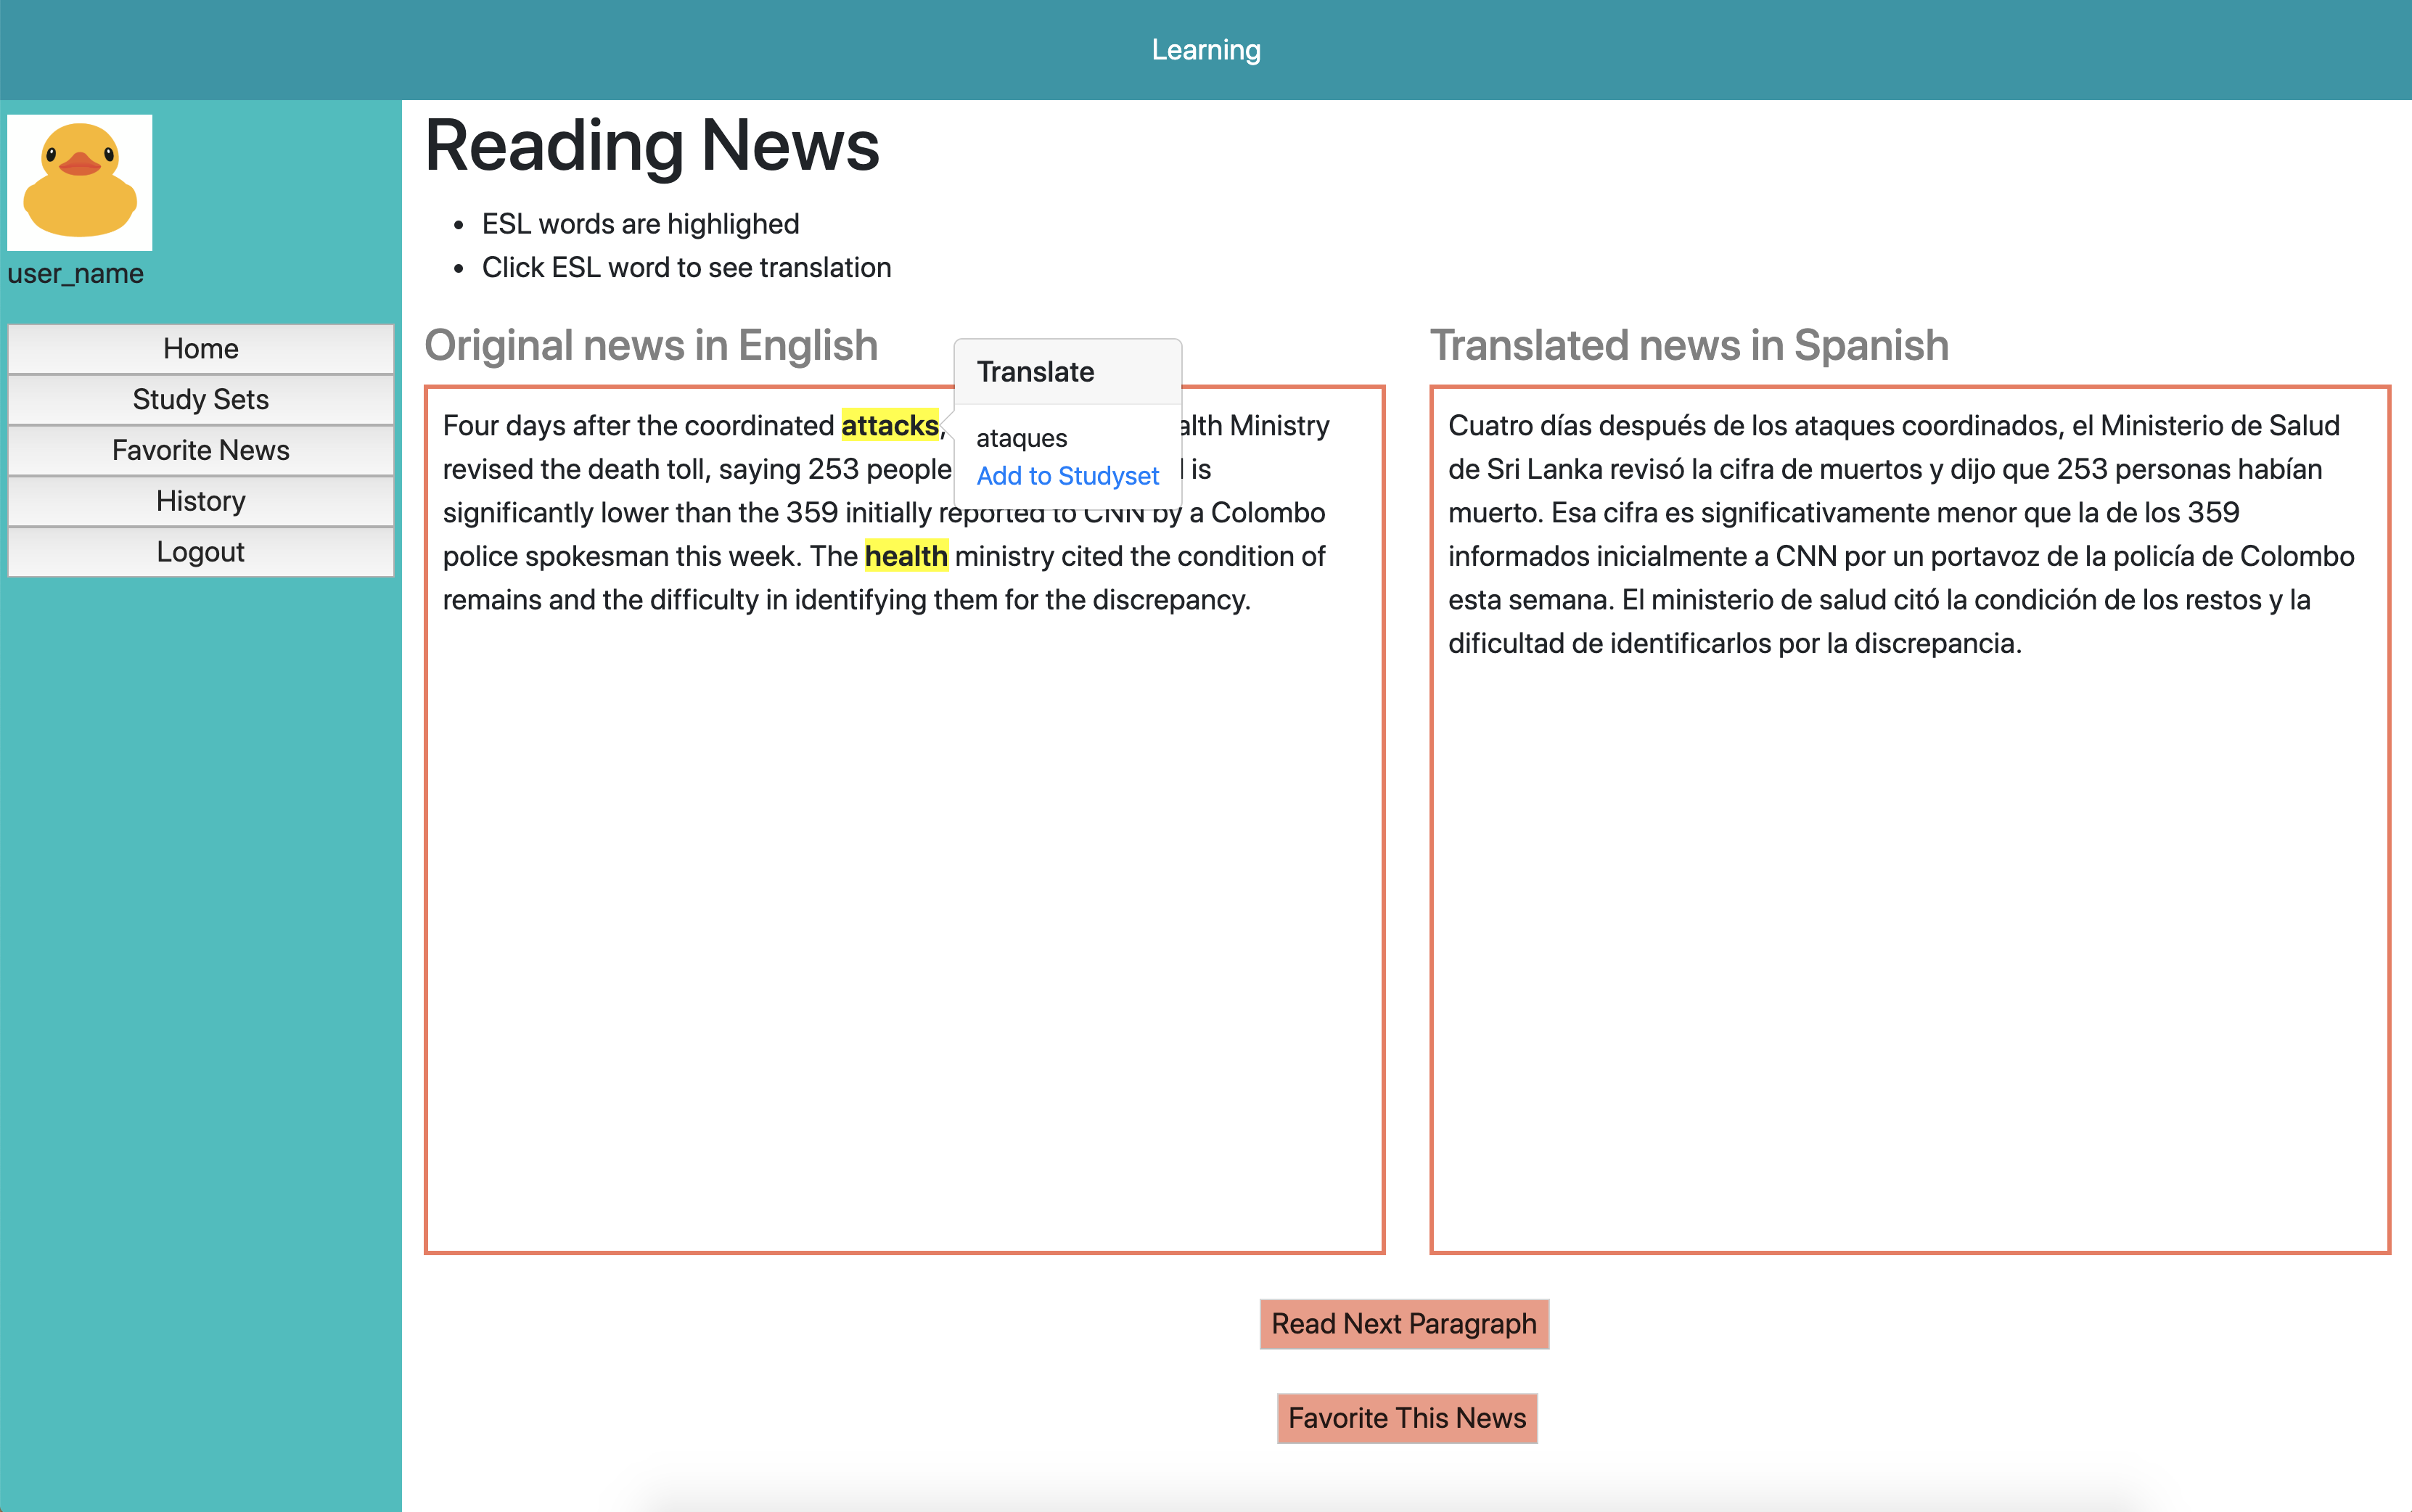 Learning
user_name
Home
Study Sets
Favorite News
History
Logout
Reading News
• ESL words are highlighed
• Click ESL word to see translation
Original news in English
Four days after the coordinated attacks, alth Ministry
revised the death toll, saying 253 people is
significantly lower than the 359 initially reported to CNN by a Colombo
police spokesman this week. The health ministry cited the condition of
remains and the difficulty in identifying them for the discrepancy.
Translate
ataques
Add to Studyset
Translated news in Spanish
Cuatro días después de los ataques coordinados, el Ministerio de Salud
de Sri Lanka revisó la cifra de muertos y dijo que 253 personas habían
muerto. Esa cifra es significativamente menor que la de los 359
informados inicialmente a CNN por un portavoz de la policía de Colombo
esta semana. El ministerio de salud citó la condición de los restos y la
dificultad de identificarlos por la discrepancia.
Read Next Paragraph
Favorite This News